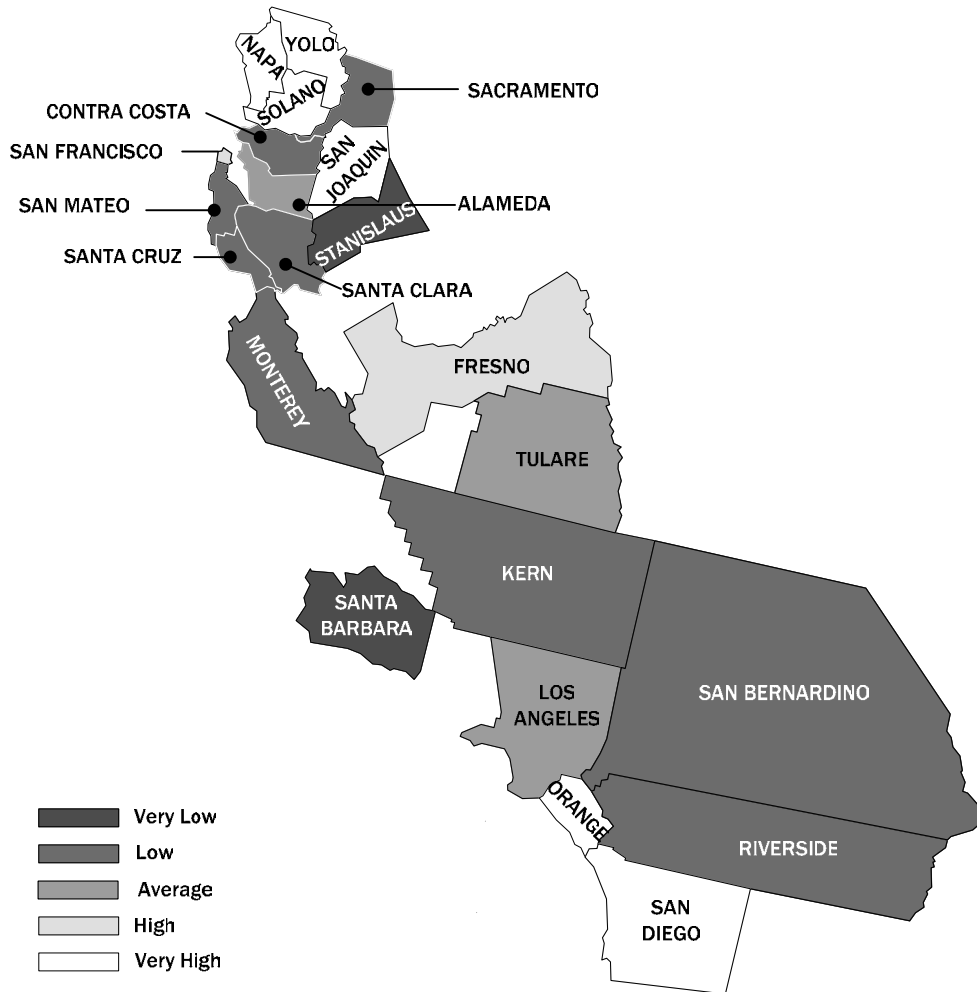 YOLO
NAPA
SOLANO
SACRAMENTO
CONTRA COSTA
SAN FRANCISCO
SAN
JOAQUIN
SAN MATEO
ALAMEDA
STANISLAUS
SANTA CRUZ
SANTA CLARA
MONTEREY
FRESNO
TULARE
KERN
SANTA
BARBARA
LOS
ANGELES
SAN BERNARDINO
ORANGE
RIVERSIDE
SAN
DIEGO
Very Low
Low
Average
High
Very High